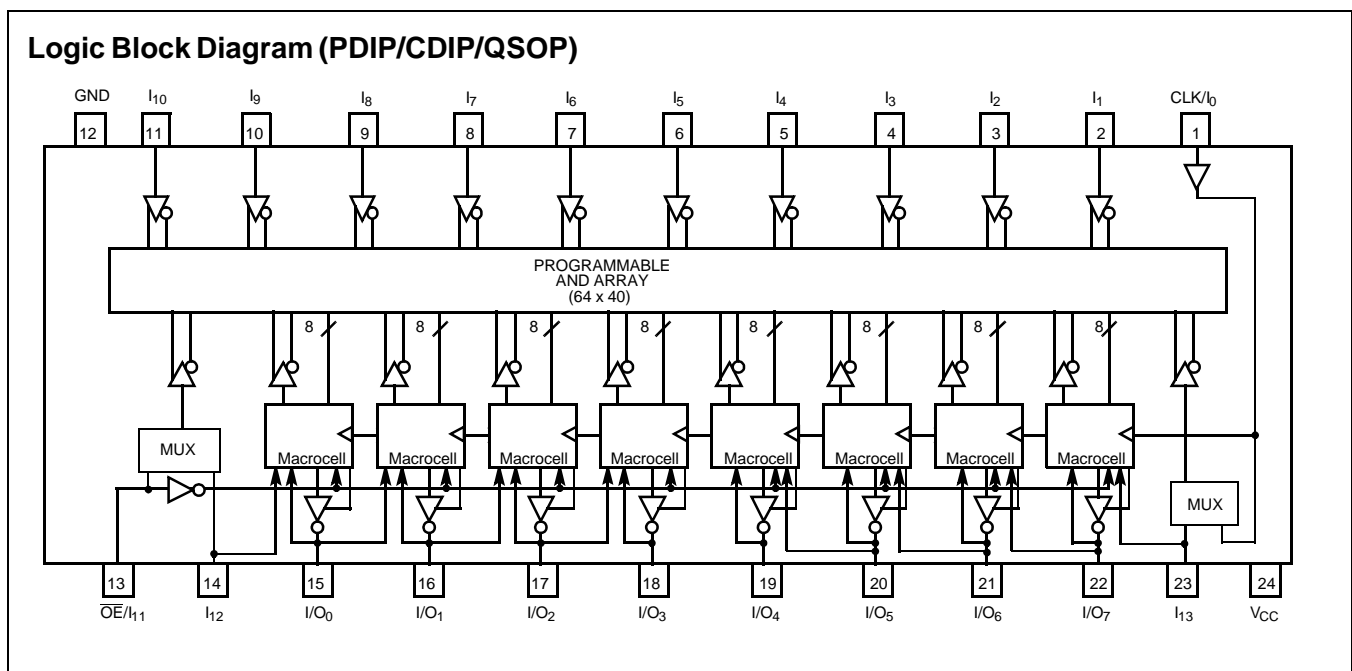 Logic Block Diagram (PDIP/CDIP/QSOP)
GND I10 I9 I8 I7 I6 I5 I4 I3 I2 I1 CLK/I0
12 11 10 9 8 7 6 5 4 3 2 1
PROGRAMMABLE
AND ARRAY
(64 x 40)
8 8 8 8 8 8 8 8
MUX
Macrocell Macrocell Macrocell Macrocell Macrocell Macrocell Macrocell Macrocell
MUX
13 14 15 16 17 18 19 20 21 22 23 24
O̅E̅/I11 I12 I/O0 I/O1 I/O2 I/O3 I/O4 I/O5 I/O6 I/O7 I13 VCC